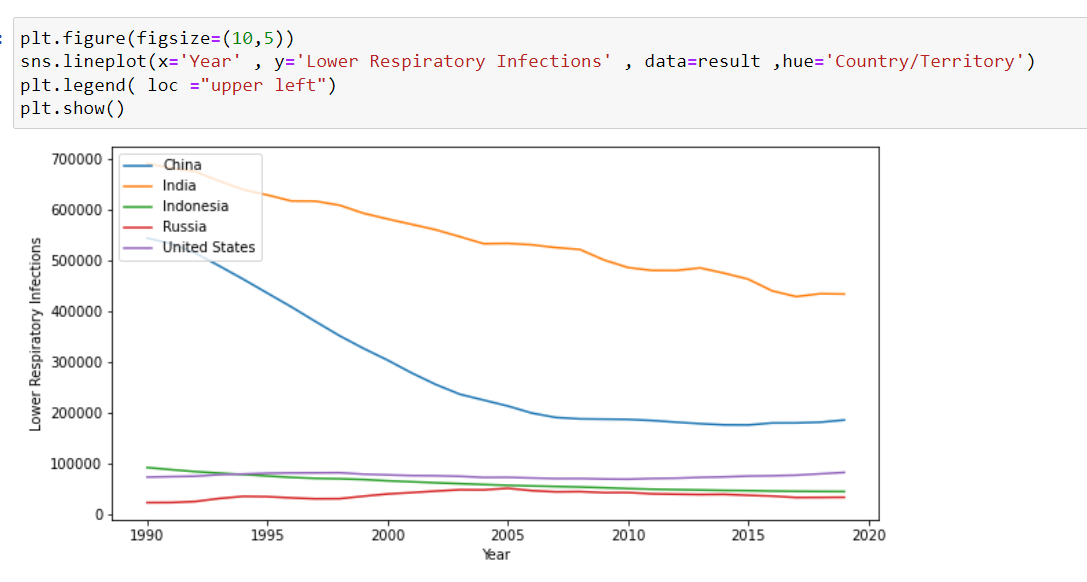 :
plt.figure(figsize=(10,5))
sns.lineplot(x='Year' , y='Lower Respiratory Infections' , data=result ,hue='Country/Territory')
plt.legend( loc ="upper left")
plt.show()
700000
600000
500000
400000
300000
200000
100000
0
Lower Respiratory Infections
China
India
Indonesia
Russia
United States
1990 1995 2000 2005 2010 2015 2020
Year